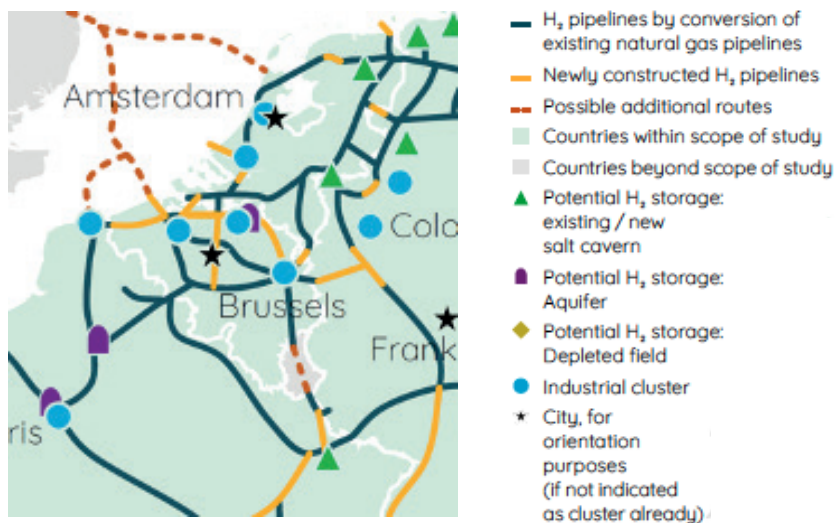 Amsterdam
Colo
Brussels
Frank
ris
H₂ pipelines by conversion of
existing natural gas pipelines
Newly constructed H₂ pipelines
Possible additional routes
Countries within scope of study
Countries beyond scope of study
Potential H₂ storage:
existing / new
salt cavern
Potential H₂ storage:
Aquifer
Potential H₂ storage:
Depleted field
Industrial cluster
City, for
orientation
purposes
(if not indicated
as cluster already)